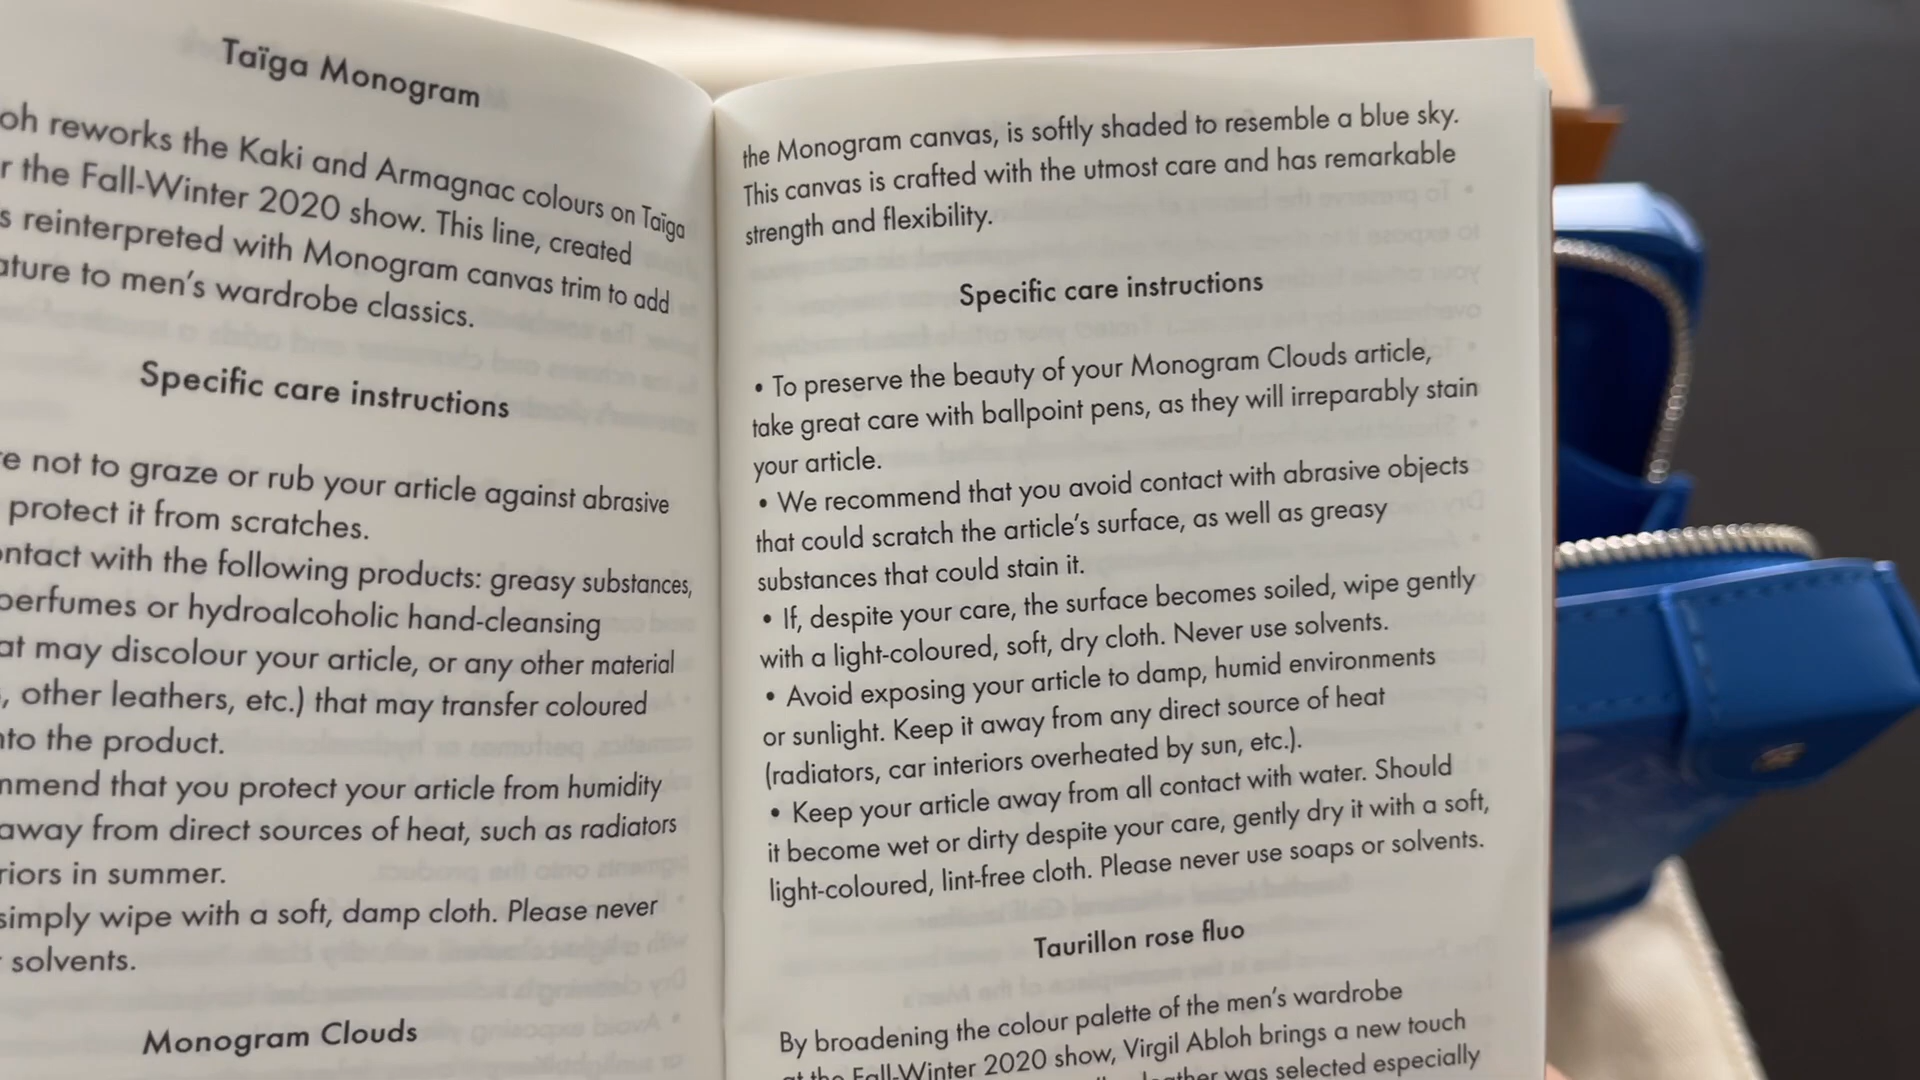 Taïga Monogram
oh reworks the Kaki and Armagnac colours on Taïga
r the Fall-Winter 2020 show. This line, created
s reinterpreted with Monogram canvas trim to add
ature to men's wardrobe classics.
Specific care instructions
e not to graze or rub your article against abrasive
protect it from scratches.
ontact with the following products: greasy substances,
perfumes or hydroalcoholic hand-cleansing
at may discolour your article, or any other material
, other leathers, etc.) that may transfer coloured
nto the product.
mmend that you protect your article from humidity
away from direct sources of heat, such as radiators
riors in summer.
simply wipe with a soft, damp cloth. Please never
solvents.
Monogram Clouds
the Monogram canvas, is softly shaded to resemble a blue sky.
This canvas is crafted with the utmost care and has remarkable
strength and flexibility.
Specific care instructions
• To preserve the beauty of your Monogram Clouds article,
take great care with ballpoint pens, as they will irreparably stain
your article.
• We recommend that you avoid contact with abrasive objects
that could scratch the article's surface, as well as greasy
substances that could stain it.
• If, despite your care, the surface becomes soiled, wipe gently
with a light-coloured, soft, dry cloth. Never use solvents.
• Avoid exposing your article to damp, humid environments
or sunlight. Keep it away from any direct source of heat
(radiators, car interiors overheated by sun, etc.).
• Keep your article away from all contact with water. Should
it become wet or dirty despite your care, gently dry it with a soft,
light-coloured, lint-free cloth. Please never use soaps or solvents.
Taurillon rose fluo
By broadening the colour palette of the men's wardrobe
at the Fall-Winter 2020 show, Virgil Abloh brings a new touch
leather was selected especially